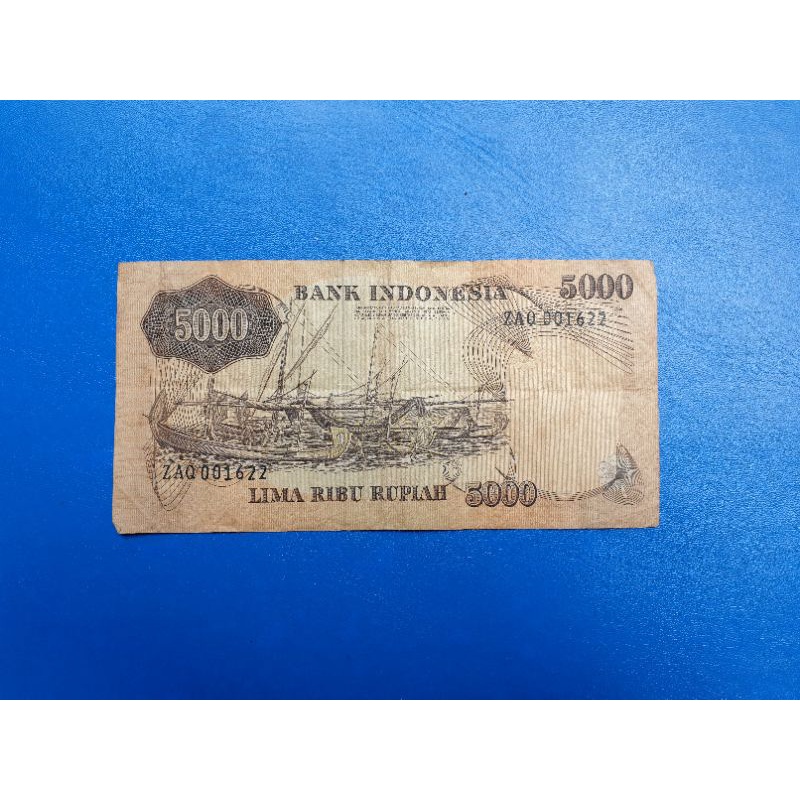 BANK INDONESIA
5000
5000
ZAQ 001622
ZAQ 001622
LIMA RIBU RUPIAH 5000